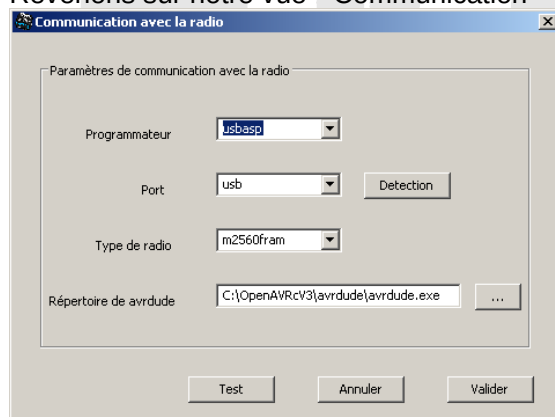 Revenons sur notre vue Communication
Communication avec la radio
Paramètres de communication avec la radio
Programmateur usbasp
Port usb Detection
Type de radio m2560fram
Répertoire de avrdude C:\OpenAVRcV3\avrdude\avrdude.exe ...
Test Annuler Valider